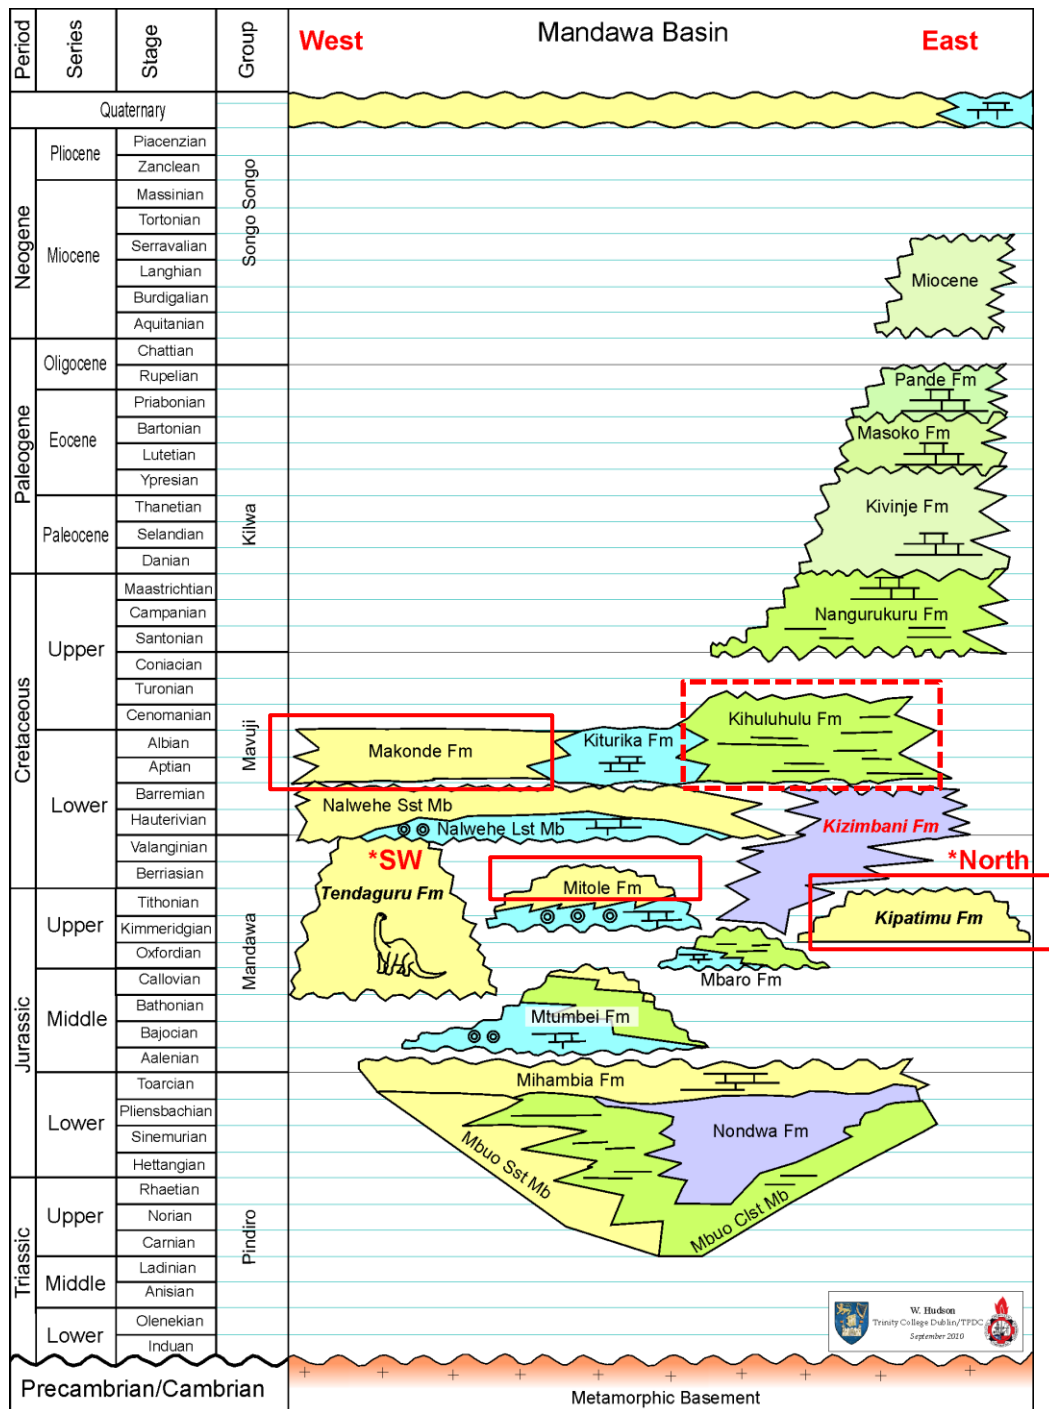 Period
Series
Stage
Group
West
Mandawa Basin
East
Quaternary
Neogene
Pliocene
Piacenzian
Zanclean
Miocene
Massinian
Tortonian
Serravalian
Langhian
Burdigalian
Aquitanian
Songo Songo
Miocene
Paleogene
Oligocene
Chattian
Rupelian
Eocene
Priabonian
Bartonian
Lutetian
Ypresian
Paleocene
Thanetian
Selandian
Danian
Kilwa
Pande Fm
Masoko Fm
Kivinje Fm
Cretaceous
Upper
Maastrichtian
Campanian
Santonian
Coniacian
Turonian
Cenomanian
Nangurukuru Fm
Lower
Albian
Aptian
Barremian
Hauterivian
Valanginian
Berriasian
Mavuji
Makonde Fm
Kiturika Fm
Kihuluhulu Fm
Nalwehe Sst Mb
Nalwehe Lst Mb
Kizimbani Fm
*SW
*North
Tendaguru Fm
Mitole Fm
Kipatimu Fm
Jurassic
Upper
Tithonian
Kimmeridgian
Oxfordian
Mandawa
Mbaro Fm
Middle
Callovian
Bathonian
Bajocian
Aalenian
Mtumbei Fm
Lower
Toarcian
Pliensbachian
Sinemurian
Hettangian
Mihambia Fm
Nondwa Fm
Mbuo Sst Mb
Mbuo Clst Mb
Triassic
Upper
Rhaetian
Norian
Carnian
Pindiro
Middle
Ladinian
Anisian
Lower
Olenekian
Induan
W. Hudson
Trinity College Dublin/TPDC
September 2010
Precambrian/Cambrian
Metamorphic Basement